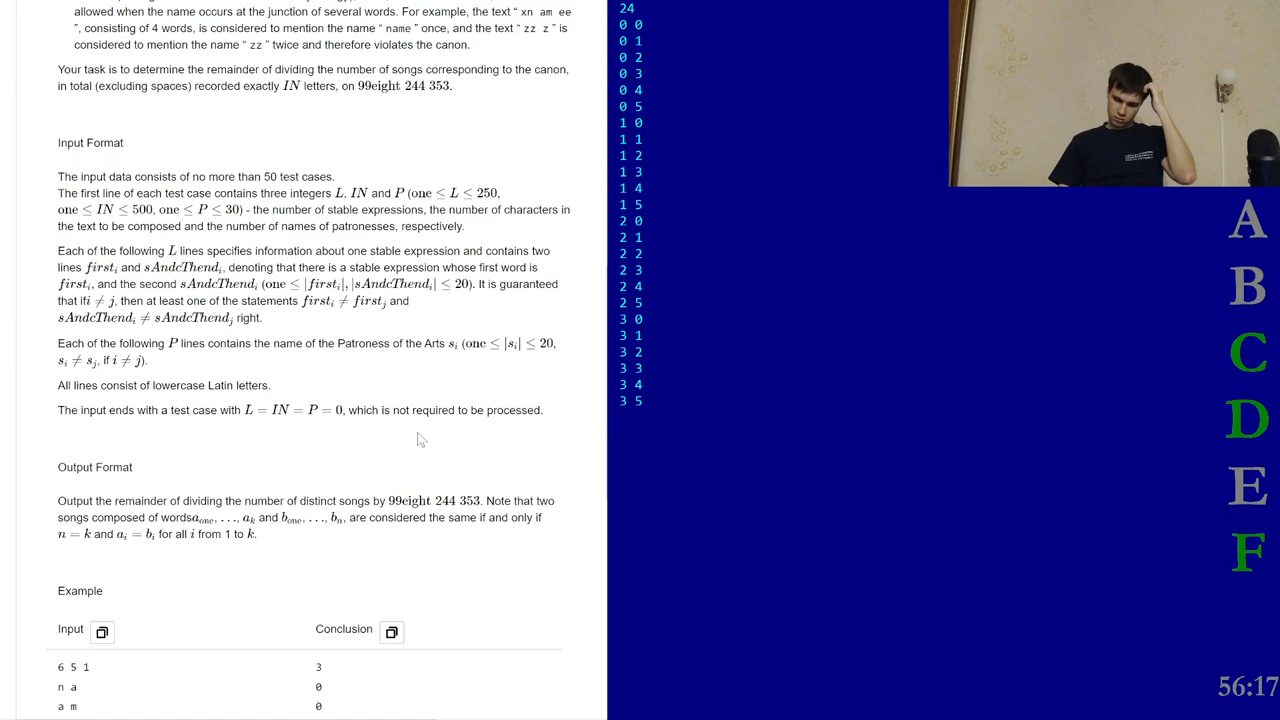 allowed when the name occurs at the junction of several words. For example, the text “ xn am ee
”, consisting of 4 words, is considered to mention the name “ name ” once, and the text “ zz z ” is
considered to mention the name “ zz ” twice and therefore violates the canon.
Your task is to determine the remainder of dividing the number of songs corresponding to the canon,
in total (excluding spaces) recorded exactly IN letters, on 99eight 244 353.
Input Format
The input data consists of no more than 50 test cases.
The first line of each test case contains three integers L, IN and P (one ≤ L ≤ 250,
one ≤ IN ≤ 500, one ≤ P ≤ 30) - the number of stable expressions, the number of characters in
the text to be composed and the number of names of patronesses, respectively.
Each of the following L lines specifies information about one stable expression and contains two
lines first_i and sAndcThend_i, denoting that there is a stable expression whose first word is
first_i, and the second sAndcThend_i (one ≤ |first_i|, |sAndcThend_i| ≤ 20). It is guaranteed
that if i ≠ j, then at least one of the statements first_i ≠ first_j and
sAndcThend_i ≠ sAndcThend_j right.
Each of the following P lines contains the name of the Patroness of the Arts s_i (one ≤ |s_i| ≤ 20,
s_i ≠ s_j, if i ≠ j).
All lines consist of lowercase Latin letters.
The input ends with a test case with L = IN = P = 0, which is not required to be processed.
Output Format
Output the remainder of dividing the number of distinct songs by 99eight 244 353. Note that two
songs composed of words a_one, ..., a_k and b_one, ..., b_n, are considered the same if and only if
n = k and a_i = b_i for all i from 1 to k.
Example
Input
Conclusion
6 5 1
3
n a
0
a m
0
24
0 0
0 1
0 2
0 3
0 4
0 5
1 0
1 1
1 2
1 3
1 4
1 5
2 0
2 1
2 2
2 3
2 4
2 5
3 0
3 1
3 2
3 3
3 4
3 5
A
B
C
D
E
F
56:17